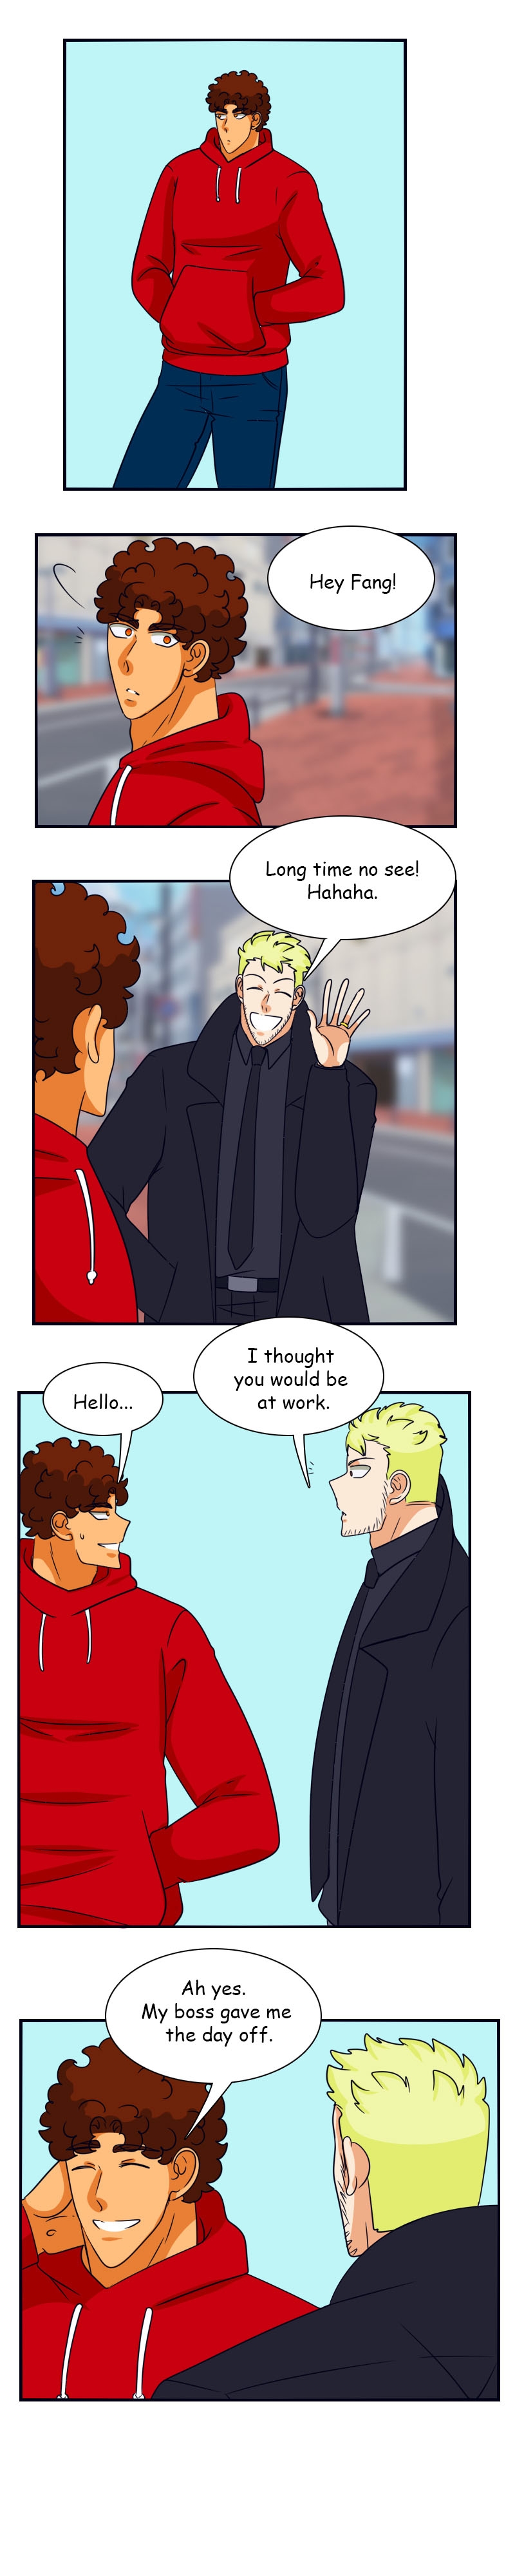 Hey Fang!
Long time no see!
Hahaha.
Hello...
I thought
you would be
at work.
Ah yes.
My boss gave me
the day off.